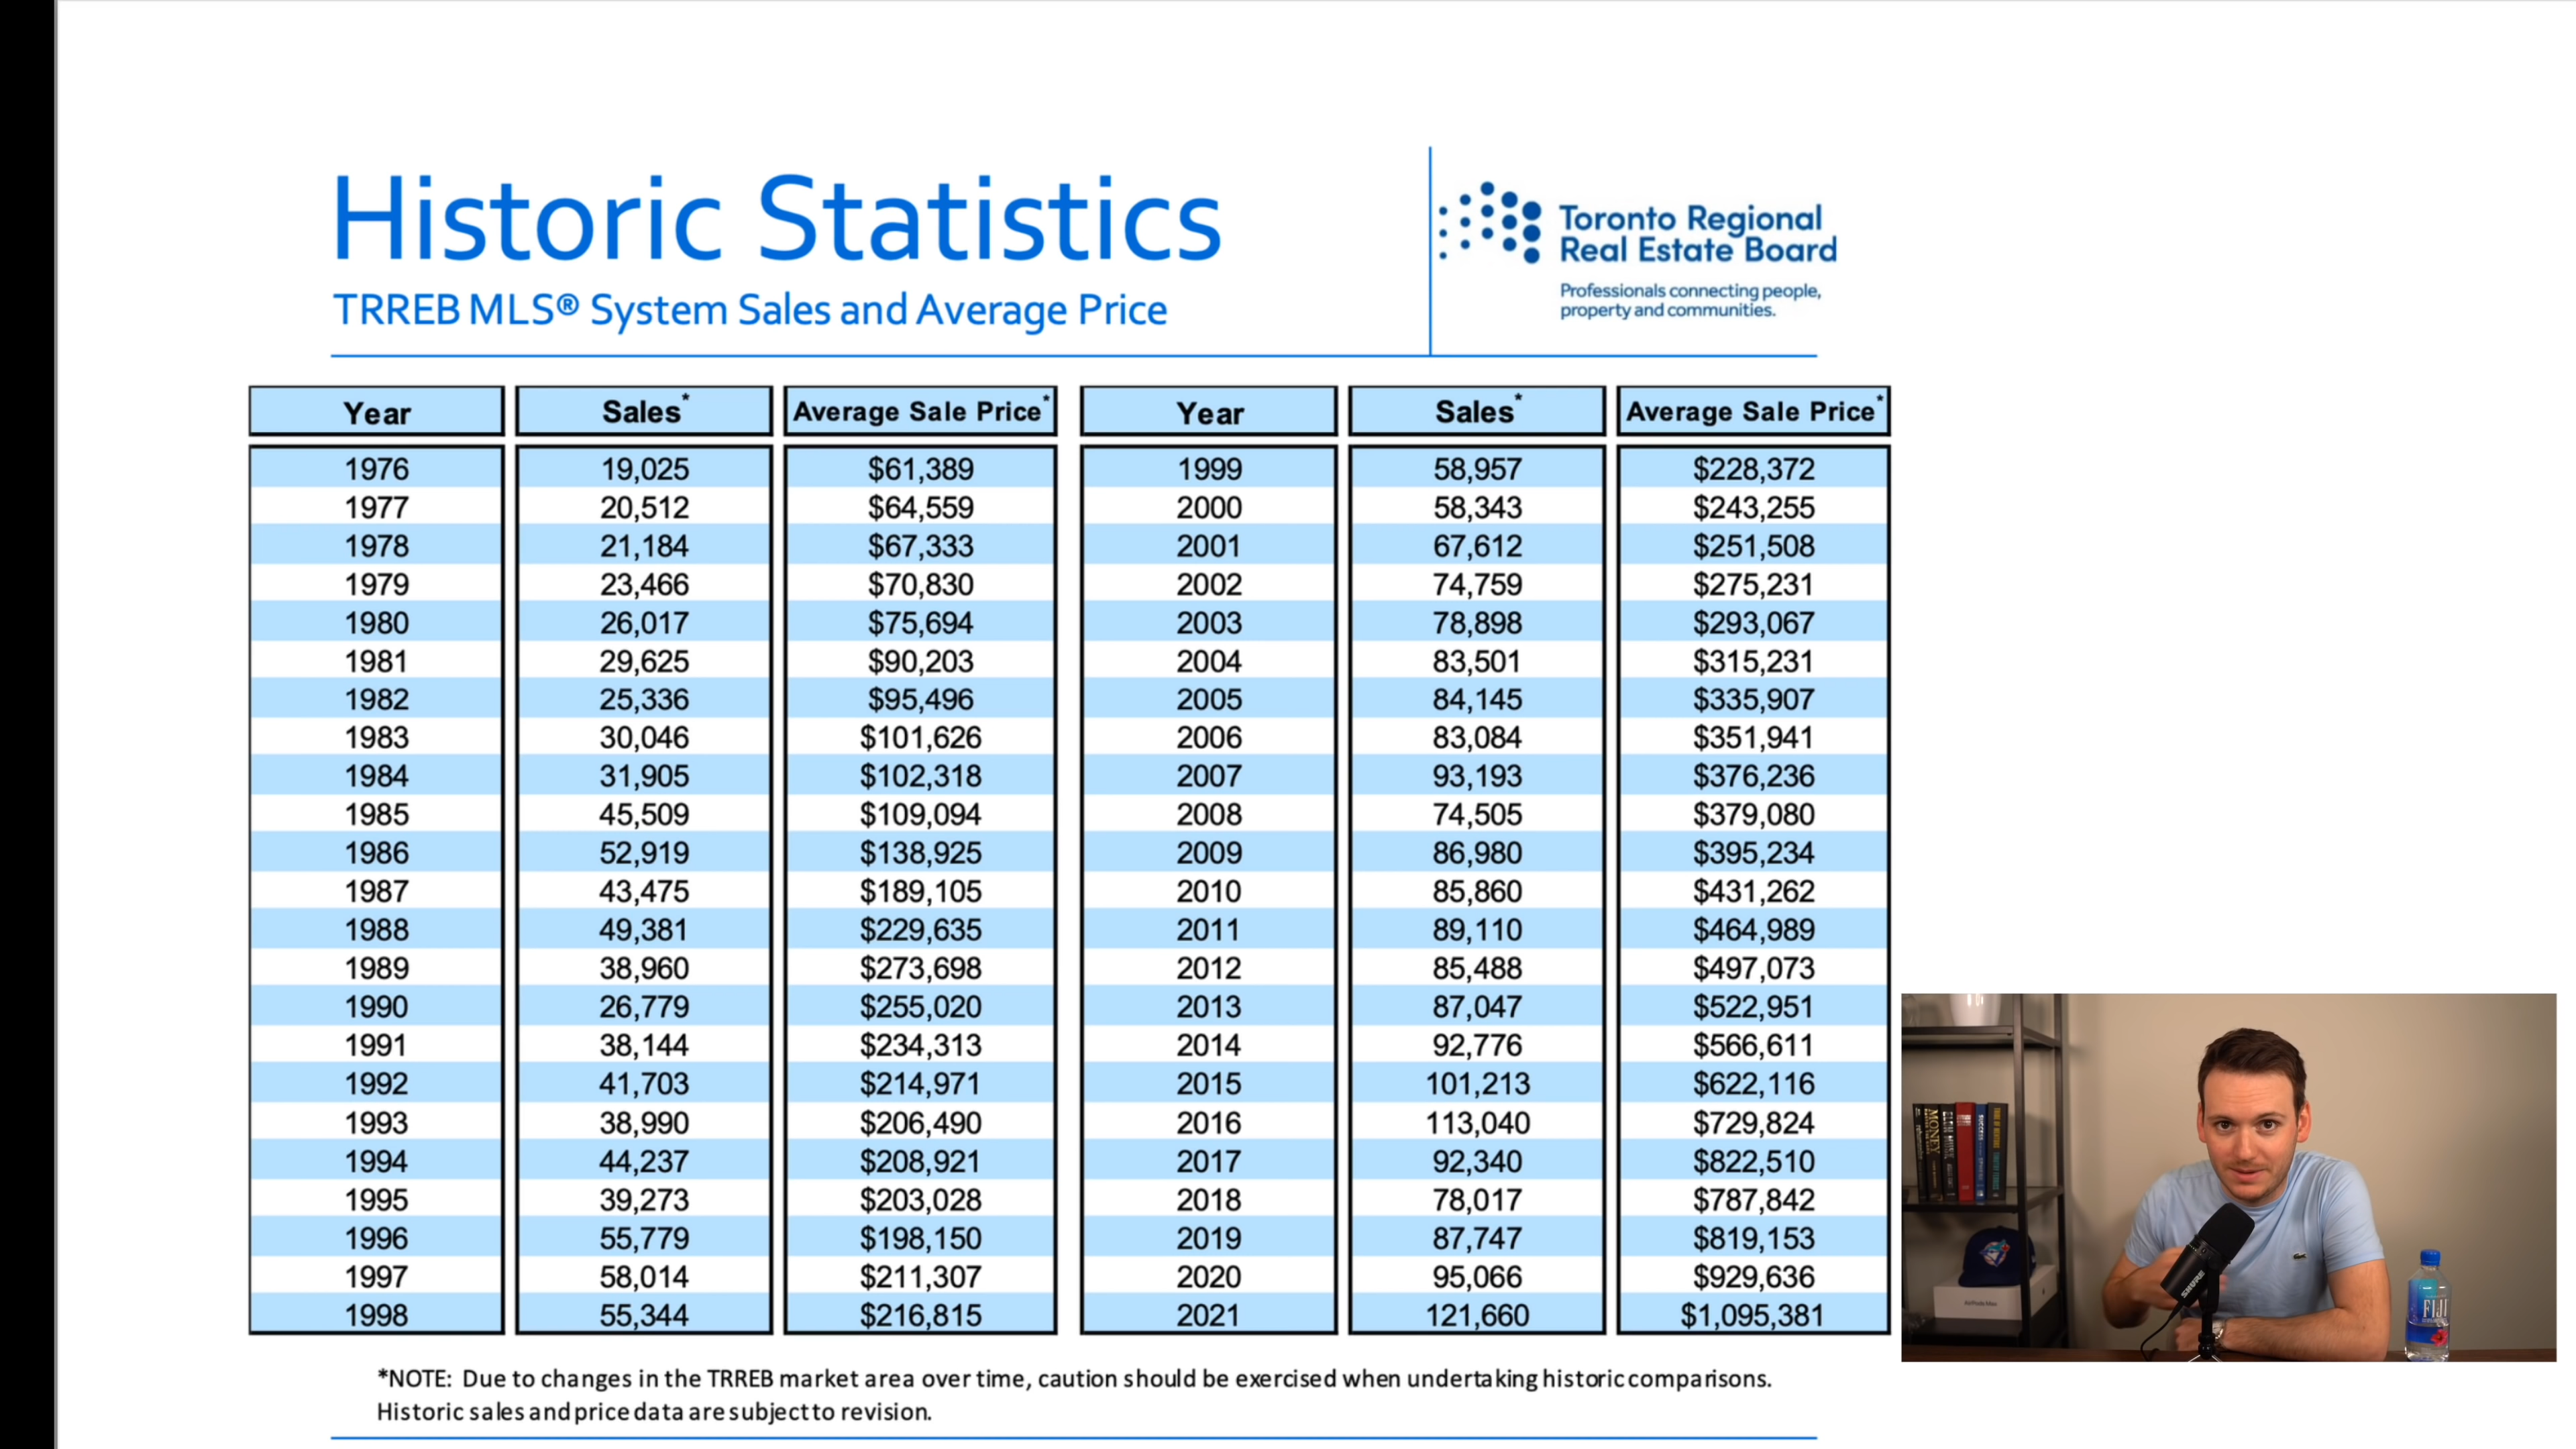 Historic Statistics
TRREB MLS® System Sales and Average Price
Toronto Regional
Real Estate Board
Professionals connecting people,
property and communities.
Year Sales* Average Sale Price* Year Sales* Average Sale Price*
1976 19,025 $61,389 1999 58,957 $228,372
1977 20,512 $64,559 2000 58,343 $243,255
1978 21,184 $67,333 2001 67,612 $251,508
1979 23,466 $70,830 2002 74,759 $275,231
1980 26,017 $75,694 2003 78,898 $293,067
1981 29,625 $90,203 2004 83,501 $315,231
1982 25,336 $95,496 2005 84,145 $335,907
1983 30,046 $101,626 2006 83,084 $351,941
1984 31,905 $102,318 2007 93,193 $376,236
1985 45,509 $109,094 2008 74,505 $379,080
1986 52,919 $138,925 2009 86,980 $395,234
1987 43,475 $189,105 2010 85,860 $431,262
1988 49,381 $229,635 2011 89,110 $464,989
1989 38,960 $273,698 2012 85,488 $497,073
1990 26,779 $255,020 2013 87,047 $522,951
1991 38,144 $234,313 2014 92,776 $566,611
1992 41,703 $214,971 2015 101,213 $622,116
1993 38,990 $206,490 2016 113,040 $729,824
1994 44,237 $208,921 2017 92,340 $822,510
1995 39,273 $203,028 2018 78,017 $787,842
1996 55,779 $198,150 2019 87,747 $819,153
1997 58,014 $211,307 2020 95,066 $929,636
1998 55,344 $216,815 2021 121,660 $1,095,381
*NOTE: Due to changes in the TRREB market area over time, caution should be exercised when undertaking historic comparisons.
Historic sales and price data are subject to revision.
MONEY
SUCCESS
AirPods Max
SHURE
FIJI